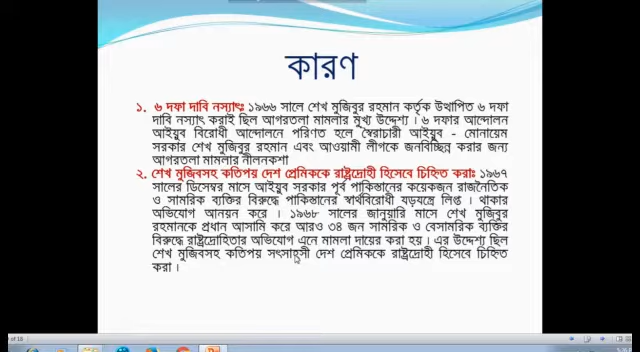 কারণ
১. ৬ দফা দাবি নস্যাৎঃ ১৯৬৬ সালে শেখ মুজিবুর রহমান কর্তৃক উত্থাপিত ৬ দফা
দাবি নস্যাৎ করাই ছিল আগরতলা মামলার মুখ্য উদ্দেশ্য । ৬ দফার আন্দোলন
আইয়ুব বিরোধী আন্দোলনে পরিণত হলে স্বৈরাচারী আইয়ুব - মোনায়েম
সরকার শেখ মুজিবুর রহমান এবং আওয়ামী লীগকে জনবিচ্ছিন্ন করার জন্য
আগরতলা মামলার নীলনকশা
২. শেখ মুজিবসহ কতিপয় দেশ প্রেমিককে রাষ্ট্রদ্রোহী হিসেবে চিহ্নিত করাঃ ১৯৬৭
সালের ডিসেম্বর মাসে আইয়ুব সরকার পূর্ব পাকিস্তানের কয়েকজন রাজনৈতিক
ও সামরিক ব্যক্তির বিরুদ্ধে পাকিস্তানের স্বার্থবিরোধী ষড়যন্ত্রে লিপ্ত । থাকার
অভিযোগ আনয়ন করে । ১৯৬৮ সালের জানুয়ারি মাসে শেখ মুজিবুর
রহমানকে প্রধান আসামি করে আরও ৩৪ জন সামরিক ও বেসামরিক ব্যক্তির
বিরুদ্ধে রাষ্ট্রদ্রোহিতার অভিযোগ এনে মামলা দায়ের করা হয় । এর উদ্দেশ্য ছিল
শেখ মুজিবসহ কতিপয় সৎসাহসী দেশ প্রেমিককে রাষ্ট্রদ্রোহী হিসেবে চিহ্নিত
করা ।